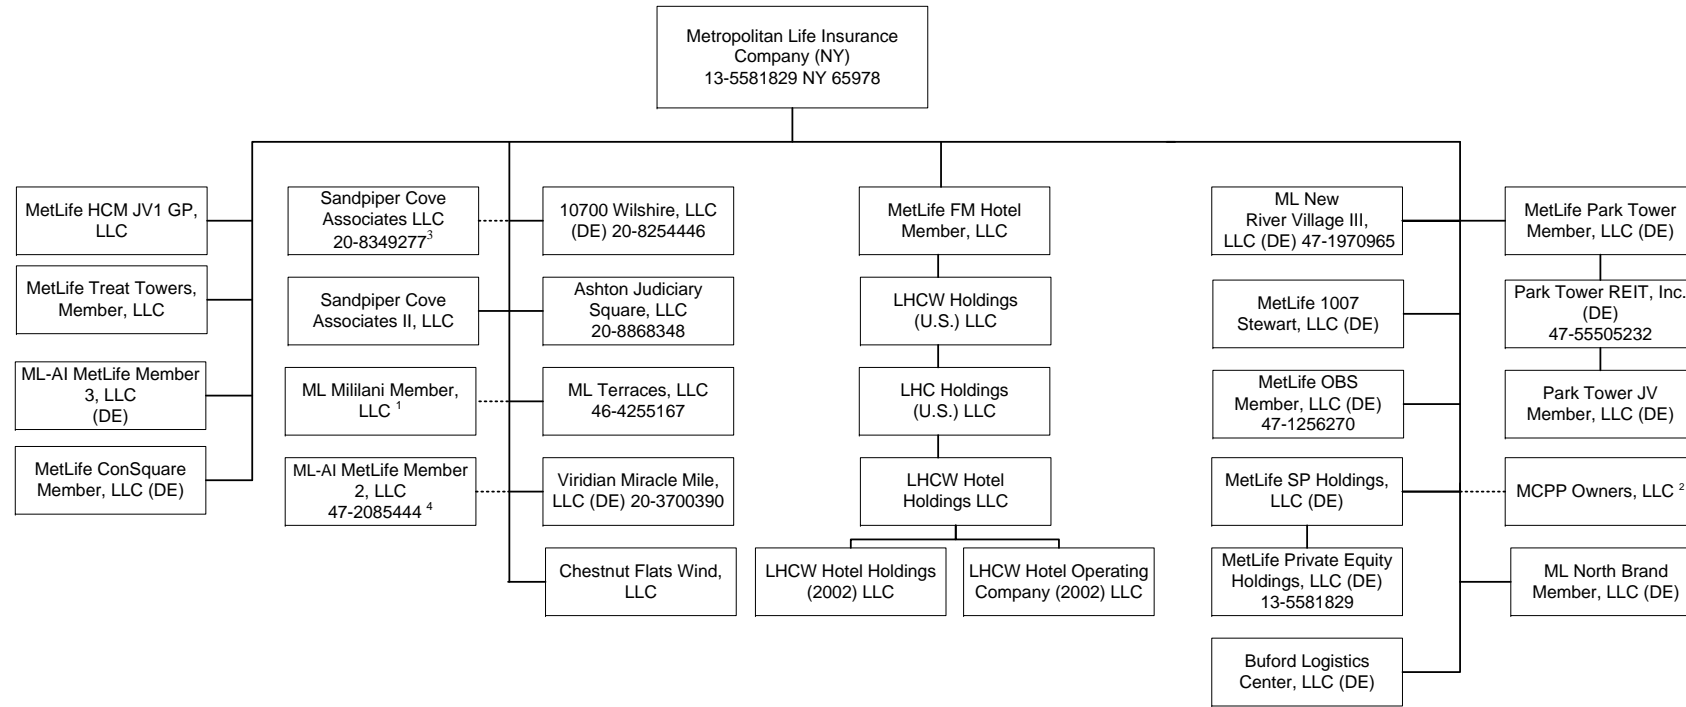 Metropolitan Life Insurance
Company (NY)
13-5581829 NY 65978
MetLife HCM JV1 GP,
LLC
MetLife Treat Towers,
Member, LLC
ML-AI MetLife Member
3, LLC
(DE)
MetLife ConSquare
Member, LLC (DE)
Sandpiper Cove
Associates LLC
20-8349277³
Sandpiper Cove
Associates II, LLC
ML Mililani Member,
LLC ¹
ML-AI MetLife Member
2, LLC
47-2085444 ⁴
10700 Wilshire, LLC
(DE) 20-8254446
Ashton Judiciary
Square, LLC
20-8868348
ML Terraces, LLC
46-4255167
Viridian Miracle Mile,
LLC (DE) 20-3700390
Chestnut Flats Wind,
LLC
MetLife FM Hotel
Member, LLC
LHCW Holdings
(U.S.) LLC
LHC Holdings
(U.S.) LLC
LHCW Hotel
Holdings LLC
LHCW Hotel Holdings
(2002) LLC
LHCW Hotel Operating
Company (2002) LLC
ML New
River Village III,
LLC (DE) 47-1970965
MetLife 1007
Stewart, LLC (DE)
MetLife OBS
Member, LLC (DE)
47-1256270
MetLife SP Holdings,
LLC (DE)
MetLife Private Equity
Holdings, LLC (DE)
13-5581829
Buford Logistics
Center, LLC (DE)
MetLife Park Tower
Member, LLC (DE)
Park Tower REIT, Inc.
(DE)
47-55505232
Park Tower JV
Member, LLC (DE)
MCPP Owners, LLC ²
ML North Brand
Member, LLC (DE)